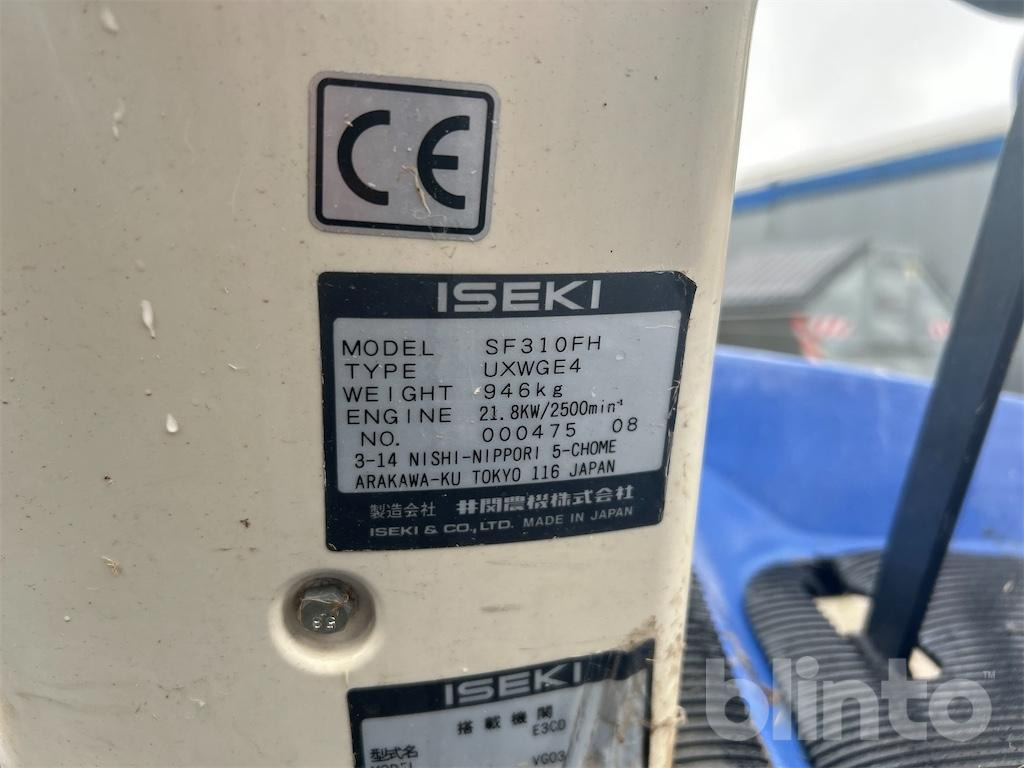 CE
ISEKI
MODEL SF310FH
TYPE UXWGE4
WEIGHT 946kg
ENGINE 21.8KW/2500min⁻¹
NO. 000475 08
3-14 NISHI-NIPPORI 5-CHOME
ARAKAWA-KU TOKYO 116 JAPAN
製造会社 井関農機株式会社
ISEKI & CO., LTD. MADE IN JAPAN
ISEKI
搭載機関
E3CD
型式名
MODEL VG03
blinto™